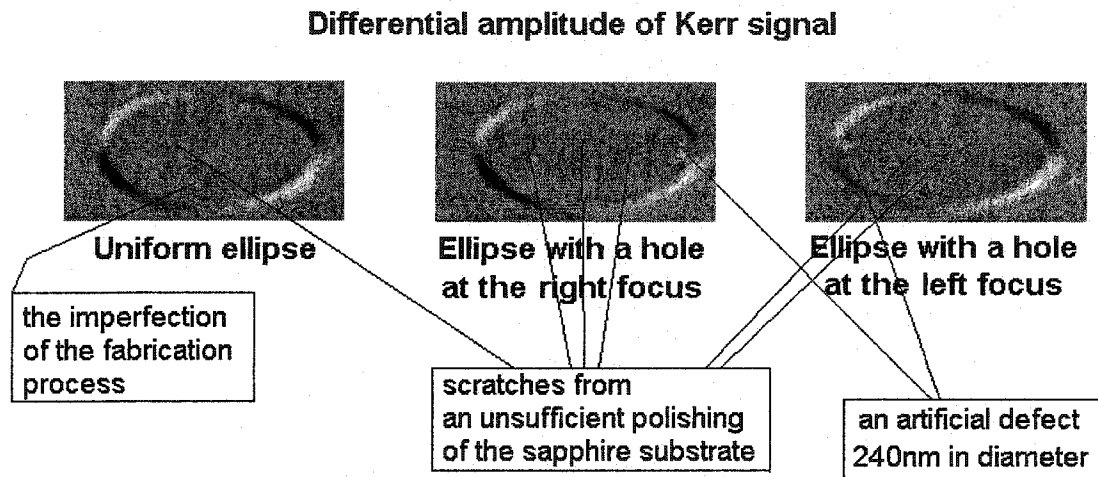 Differential amplitude of Kerr signal
Uniform ellipse
Ellipse with a hole
at the right focus
Ellipse with a hole
at the left focus
the imperfection
of the fabrication
process
scratches from
an unsufficient polishing
of the sapphire substrate
an artificial defect
240nm in diameter